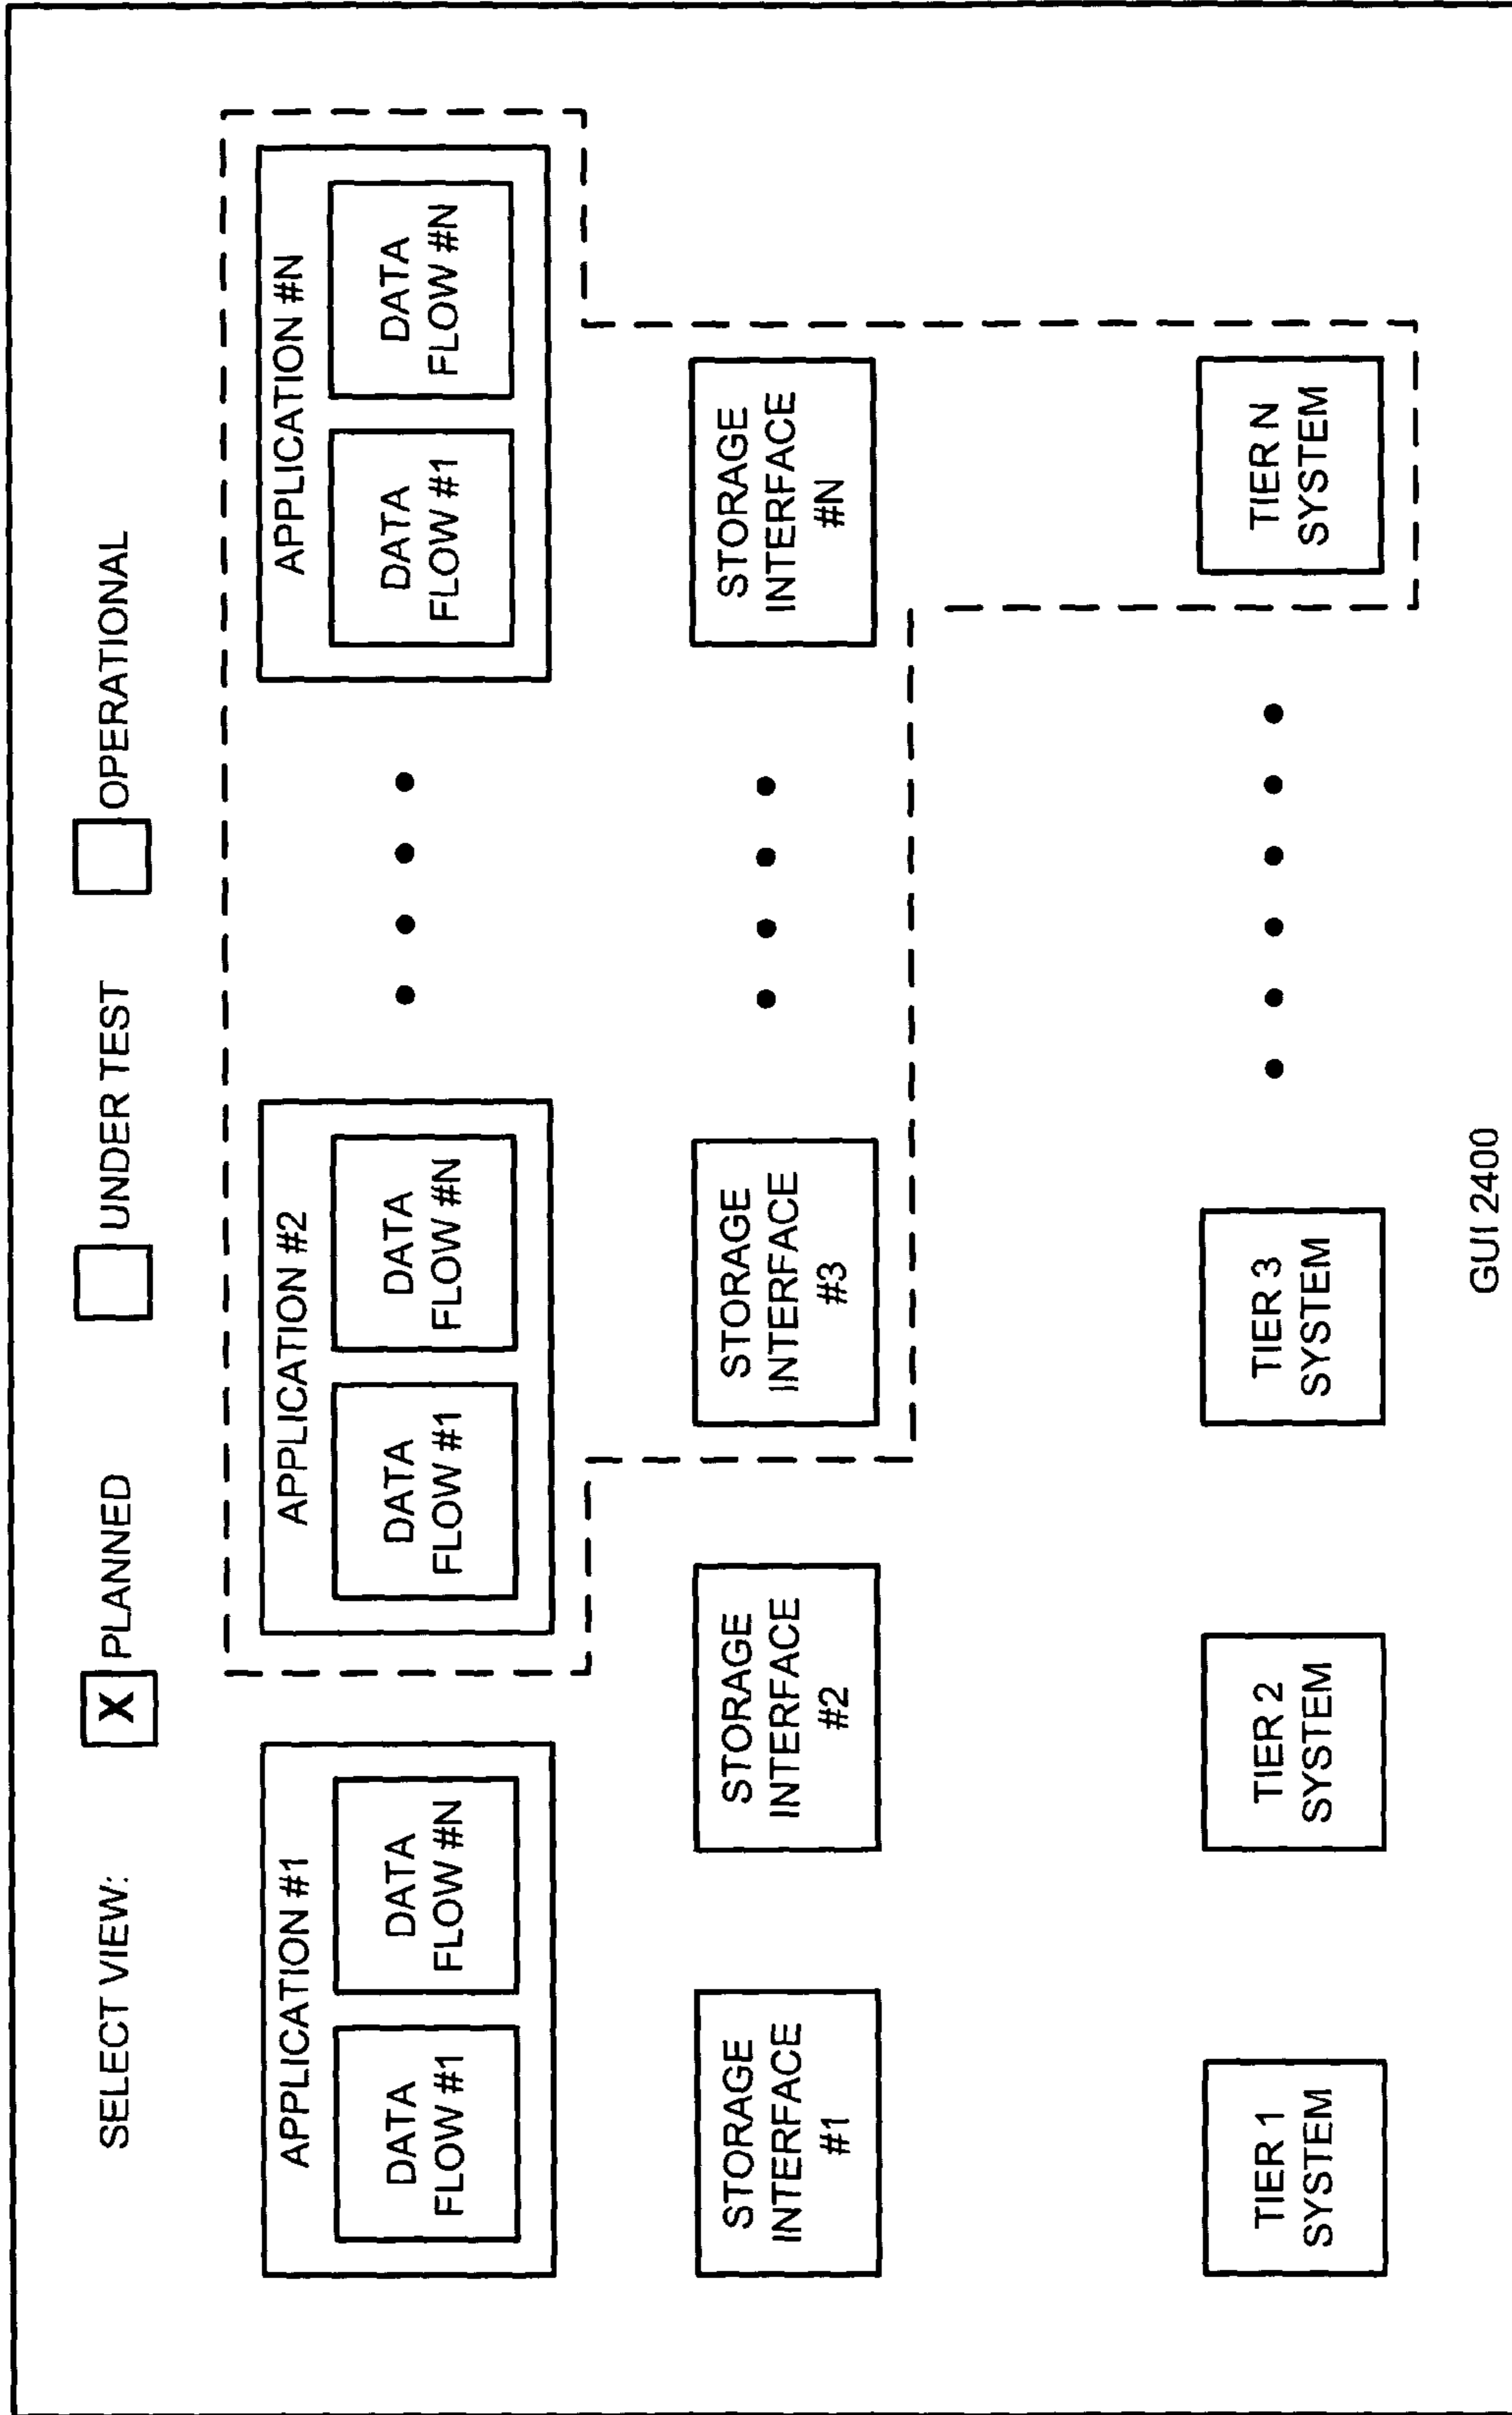 SELECT VIEW:
X PLANNED
UNDER TEST
OPERATIONAL
APPLICATION #1
DATA
FLOW #1
DATA
FLOW #N
APPLICATION #2
DATA
FLOW #1
DATA
FLOW #N
APPLICATION #N
DATA
FLOW #1
DATA
FLOW #N
STORAGE
INTERFACE
#1
STORAGE
INTERFACE
#2
STORAGE
INTERFACE
#3
STORAGE
INTERFACE
#N
TIER 1
SYSTEM
TIER 2
SYSTEM
TIER 3
SYSTEM
TIER N
SYSTEM
GUI 2400